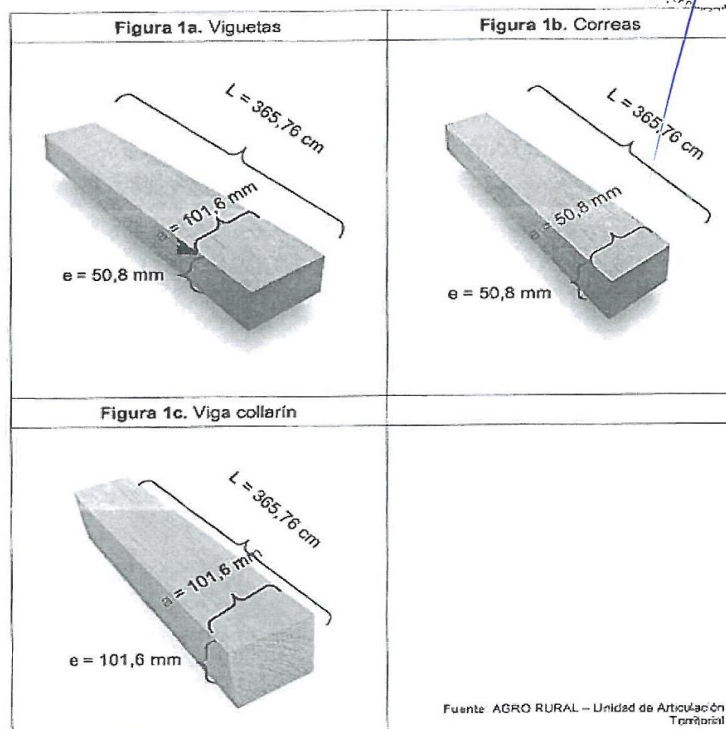 Figura 1a. Viguetas
L = 365,76 cm
a = 101,6 mm
e = 50,8 mm
Figura 1b. Correas
L = 365,76 cm
a = 50,8 mm
e = 50,8 mm
Figura 1c. Viga collarín
L = 365,76 cm
a = 101,6 mm
e = 101,6 mm
Fuente: AGRO RURAL – Unidad de Articulación
Territorial